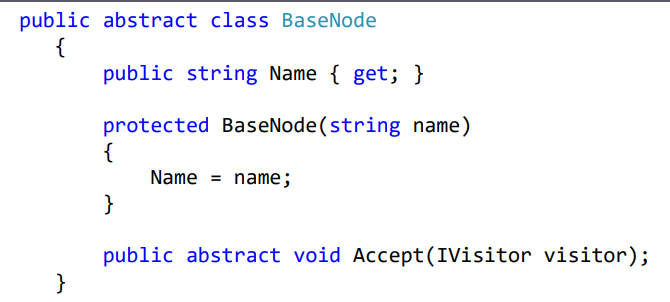 public abstract class BaseNode
{
public string Name { get; }
protected BaseNode(string name)
{
Name = name;
}
public abstract void Accept(IVisitor visitor);
}